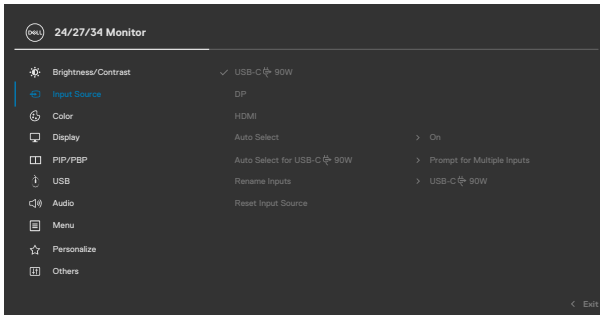 DELL 24/27/34 Monitor
Brightness/Contrast USB-C 90W
Input Source DP
Color HDMI
Display Auto Select > On
PIP/PBP Auto Select for USB-C 90W > Prompt for Multiple Inputs
USB Rename Inputs > USB-C 90W
Audio Reset Input Source
Menu
Personalize
Others
< Exit